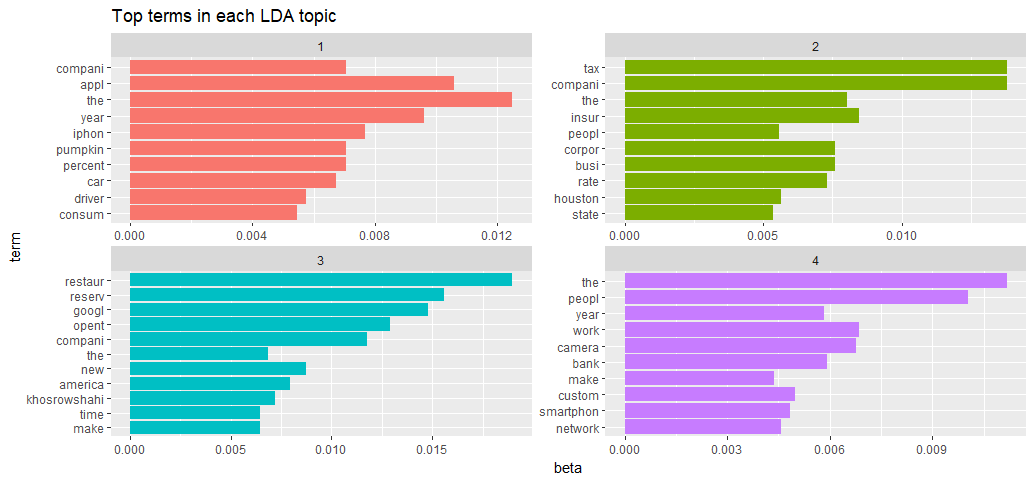 Top terms in each LDA topic
1
compani
appl
the
year
iphon
pumpkin
percent
car
driver
consum
0.000 0.004 0.008 0.012
2
tax
compani
the
insur
peopl
corpor
busi
rate
houston
state
0.000 0.005 0.010
term
3
restaur
reserv
googl
opent
compani
the
new
america
khosrowshahi
time
make
0.000 0.005 0.010 0.015
4
the
peopl
year
work
camera
bank
make
custom
smartphon
network
0.000 0.003 0.006 0.009
beta